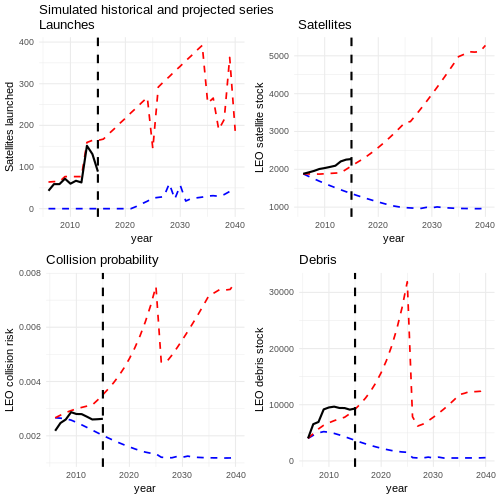 Simulated historical and projected series
Launches
Satellites launched
400
300
200
100
0
2010
2020
2030
2040
year
Satellites
LEO satellite stock
5000
4000
3000
2000
1000
2010
2020
2030
2040
year
Collision probability
LEO collision risk
0.008
0.006
0.004
0.002
2010
2020
2030
2040
year
Debris
LEO debris stock
30000
20000
10000
0
2010
2020
2030
2040
year